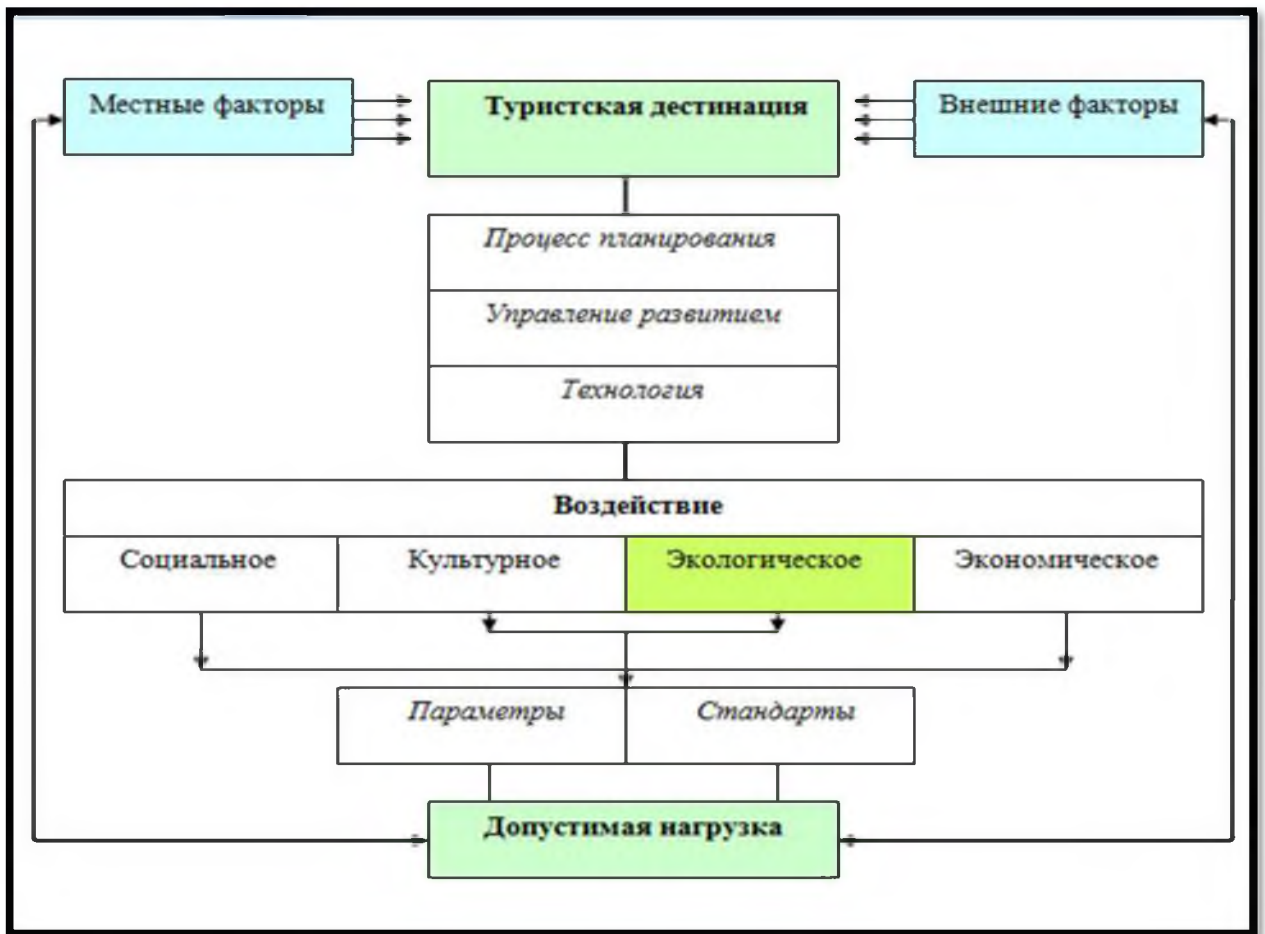 Местные факторы
Туристская дестинация
Внешние факторы
Процесс планирования
Управление развитием
Технология
Воздействие
Социальное
Культурное
Экологическое
Экономическое
Параметры
Стандарты
Допустимая нагрузка